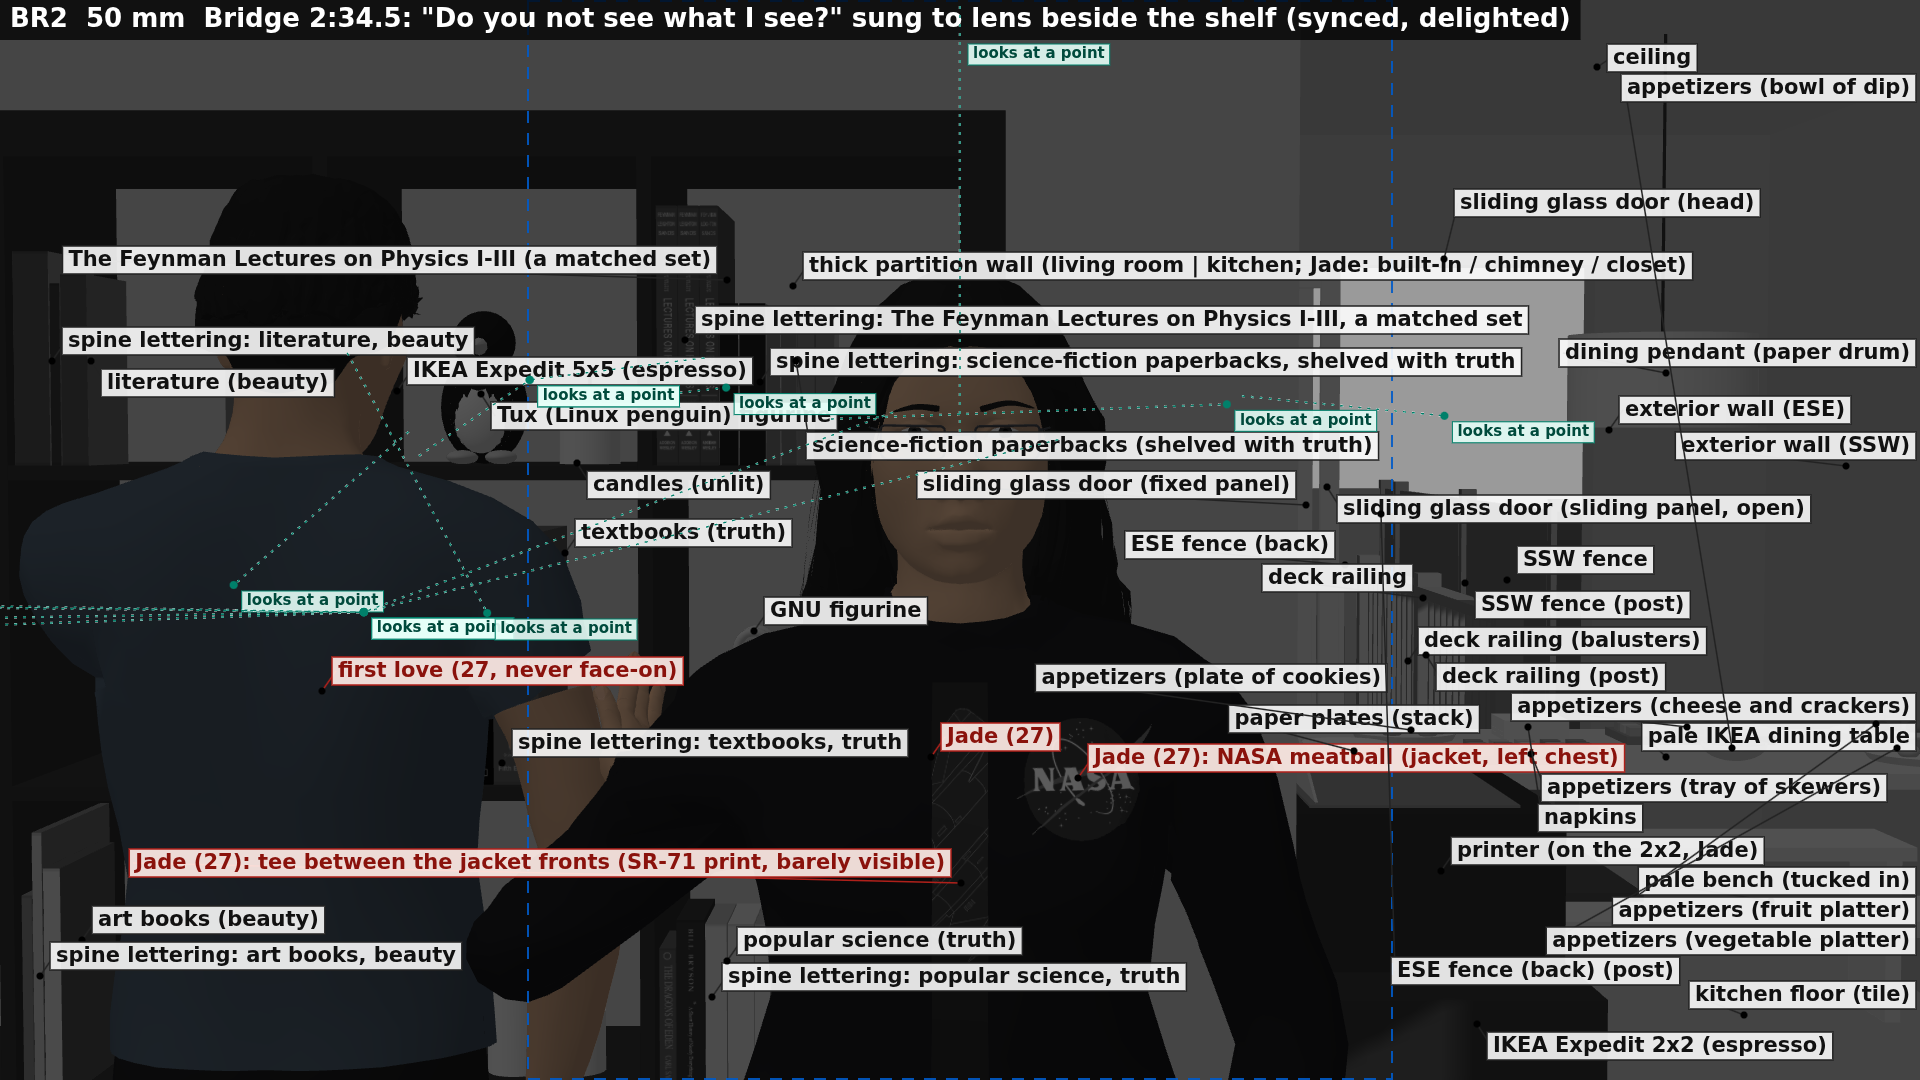 BR2 50 mm Bridge 2:34.5: "Do you not see what I see?" sung to lens beside the shelf (synced, delighted)
looks at a point
ceiling
appetizers (bowl of dip)
sliding glass door (head)
The Feynman Lectures on Physics I-III (a matched set)
thick partition wall (living room | kitchen; Jade: built-in / chimney / closet)
spine lettering: The Feynman Lectures on Physics I-III, a matched set
spine lettering: literature, beauty
IKEA Expedit 5x5 (espresso)
spine lettering: science-fiction paperbacks, shelved with truth
dining pendant (paper drum)
literature (beauty)
looks at a point
looks at a point
Tux (Linux penguin) figurine
looks at a point
looks at a point
exterior wall (ESE)
science-fiction paperbacks (shelved with truth)
exterior wall (SSW)
candles (unlit)
sliding glass door (fixed panel)
sliding glass door (sliding panel, open)
textbooks (truth)
ESE fence (back)
SSW fence
deck railing
looks at a point
SSW fence (post)
GNU figurine
looks at a point
looks at a point
deck railing (balusters)
first love (27, never face-on)
appetizers (plate of cookies)
deck railing (post)
appetizers (cheese and crackers)
paper plates (stack)
spine lettering: textbooks, truth
Jade (27)
pale IKEA dining table
Jade (27): NASA meatball (jacket, left chest)
NASA
appetizers (tray of skewers)
napkins
Jade (27): tee between the jacket fronts (SR-71 print, barely visible)
printer (on the 2x2, Jade)
pale bench (tucked in)
appetizers (fruit platter)
art books (beauty)
popular science (truth)
appetizers (vegetable platter)
spine lettering: art books, beauty
spine lettering: popular science, truth
ESE fence (back) (post)
kitchen floor (tile)
IKEA Expedit 2x2 (espresso)